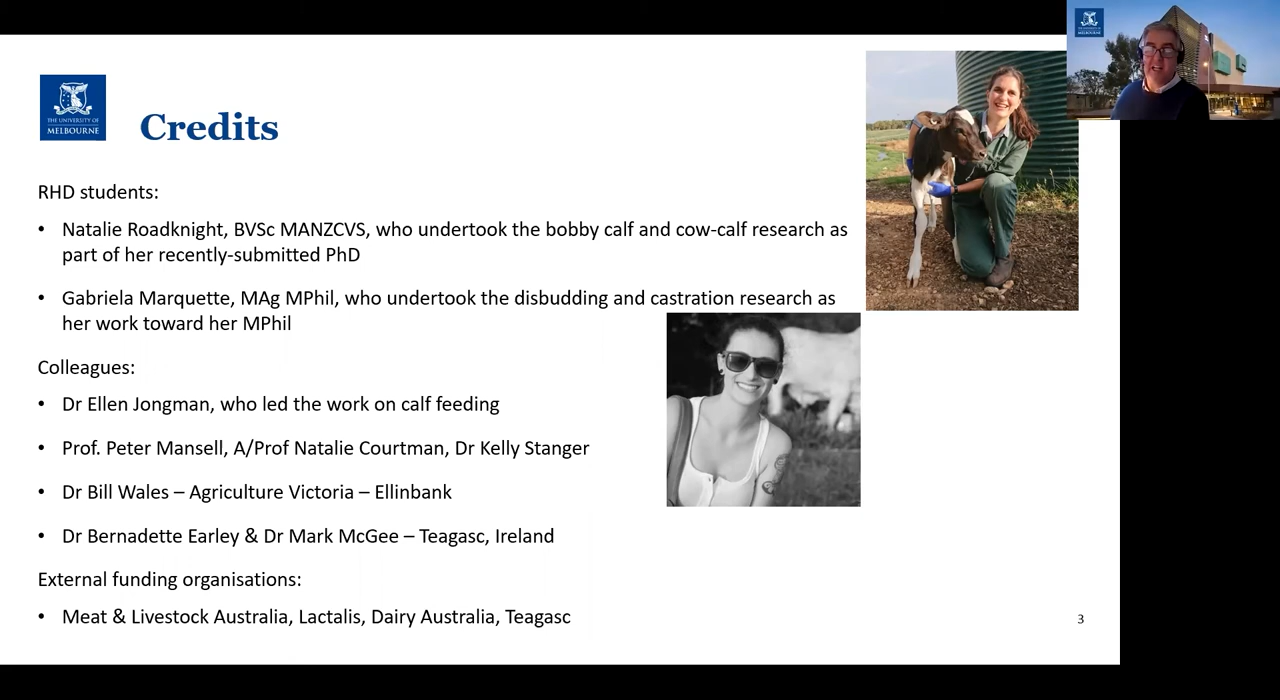 THE UNIVERSITY OF
MELBOURNE
Credits
RHD students:
• Natalie Roadknight, BVSc MANZCVS, who undertook the bobby calf and cow-calf research as
part of her recently-submitted PhD
• Gabriela Marquette, MAg MPhil, who undertook the disbudding and castration research as
her work toward her MPhil
Colleagues:
• Dr Ellen Jongman, who led the work on calf feeding
• Prof. Peter Mansell, A/Prof Natalie Courtman, Dr Kelly Stanger
• Dr Bill Wales – Agriculture Victoria – Ellinbank
• Dr Bernadette Earley & Dr Mark McGee – Teagasc, Ireland
External funding organisations:
• Meat & Livestock Australia, Lactalis, Dairy Australia, Teagasc
3